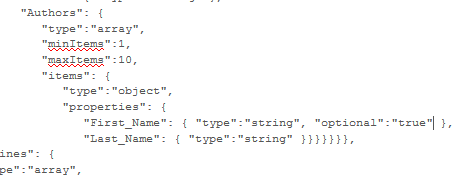 "Authors": {
"type":"array",
"minItems":1,
"maxItems":10,
"items": {
"type":"object",
"properties": {
"First_Name": { "type":"string", "optional":"true" },
"Last_Name": { "type":"string" }}}}}}},
ines": {
pe":"array",